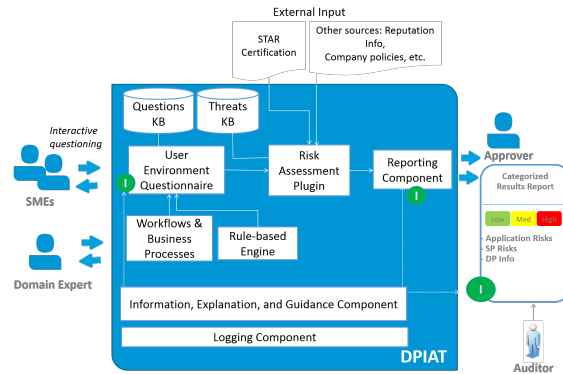 External Input
STAR
Certification
Other sources: Reputation
Info,
Company policies, etc.
Questions
KB
Threats
KB
Interactive
questioning
SMEs
User
Environment
Questionnaire
I
Risk
Assessment
Plugin
Reporting
Component
I
Approver
Categorized
Results Report
Low
Med
High
- Application Risks
- SP Risks
- DP Info
I
Workflows &
Business
Processes
Rule-based
Engine
Domain Expert
Information, Explanation, and Guidance Component
Logging Component
DPIAT
Auditor